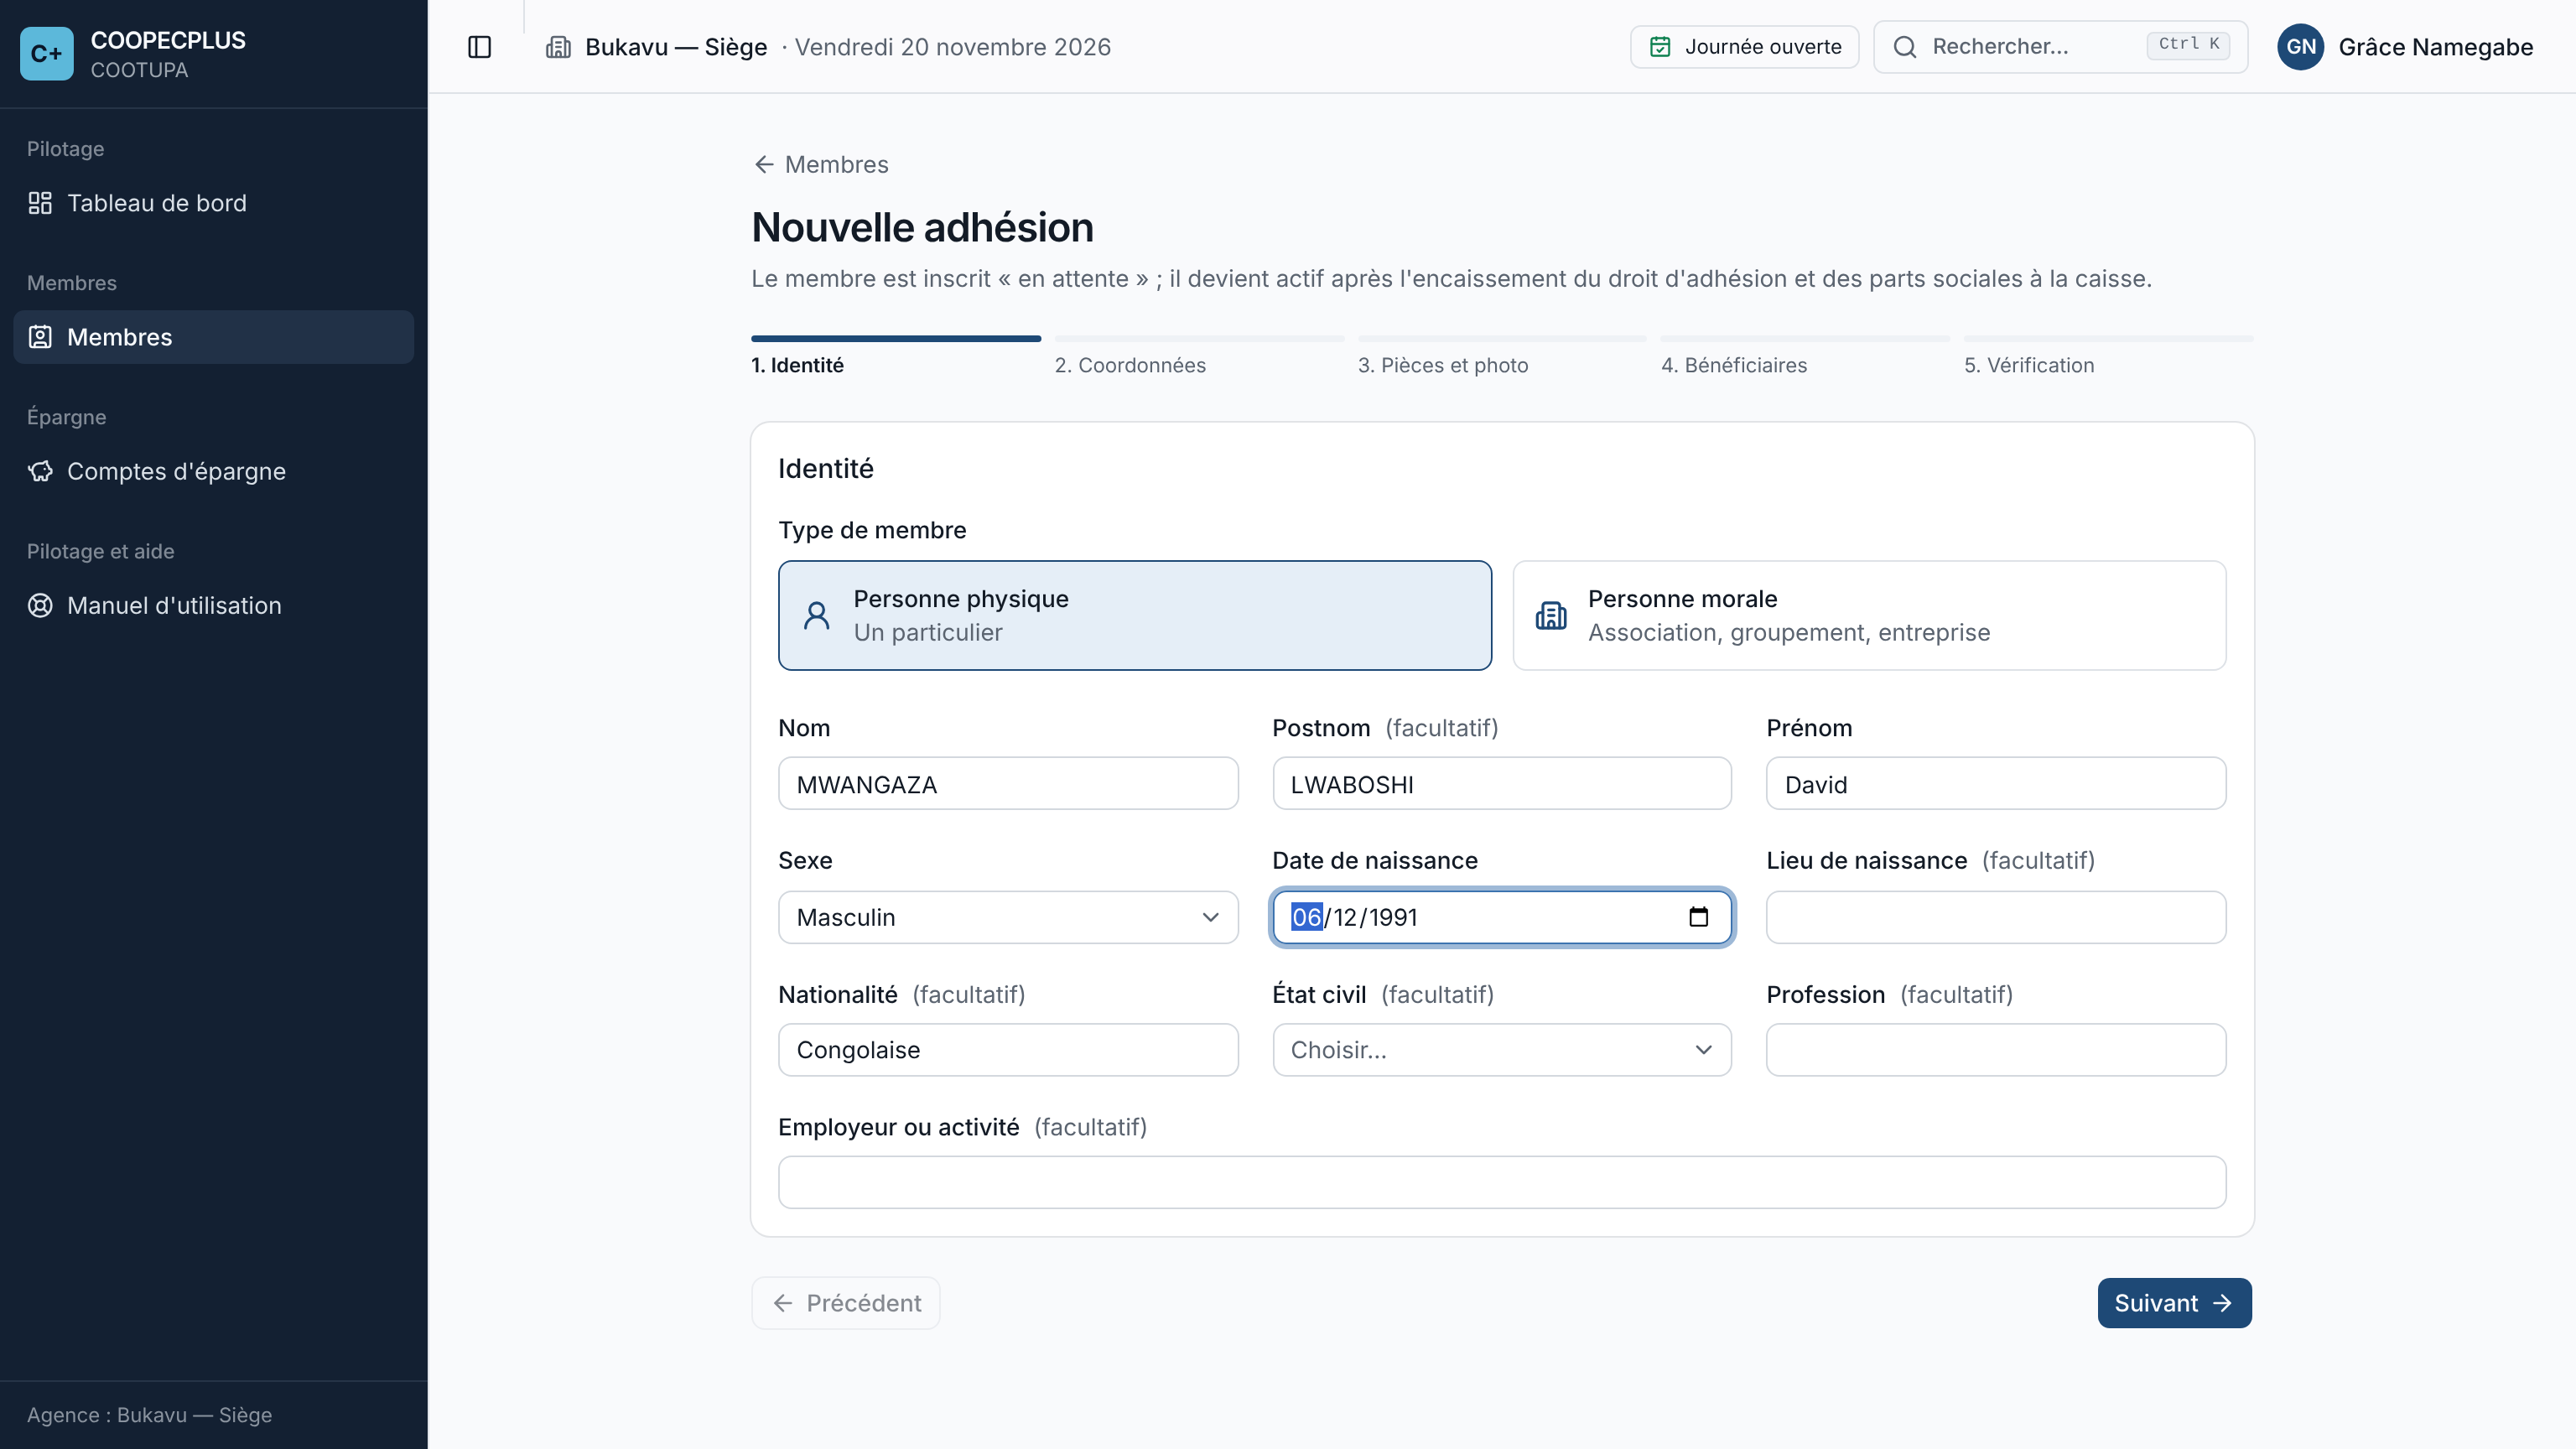 C+
COOPECPLUS
COOTUPA
Pilotage
Tableau de bord
Membres
Membres
Épargne
Comptes d'épargne
Pilotage et aide
Manuel d'utilisation
Agence : Bukavu — Siège
Bukavu — Siège · Vendredi 20 novembre 2026
Journée ouverte
Rechercher... Ctrl K
GN Grâce Namegabe
← Membres
Nouvelle adhésion
Le membre est inscrit « en attente » ; il devient actif après l'encaissement du droit d'adhésion et des parts sociales à la caisse.
1. Identité 2. Coordonnées 3. Pièces et photo 4. Bénéficiaires 5. Vérification
Identité
Type de membre
Personne physique
Un particulier
Personne morale
Association, groupement, entreprise
Nom Postnom (facultatif) Prénom
MWANGAZA LWABOSHI David
Sexe Date de naissance Lieu de naissance (facultatif)
Masculin 06/12/1991
Nationalité (facultatif) État civil (facultatif) Profession (facultatif)
Congolaise Choisir...
Employeur ou activité (facultatif)
← Précédent Suivant →